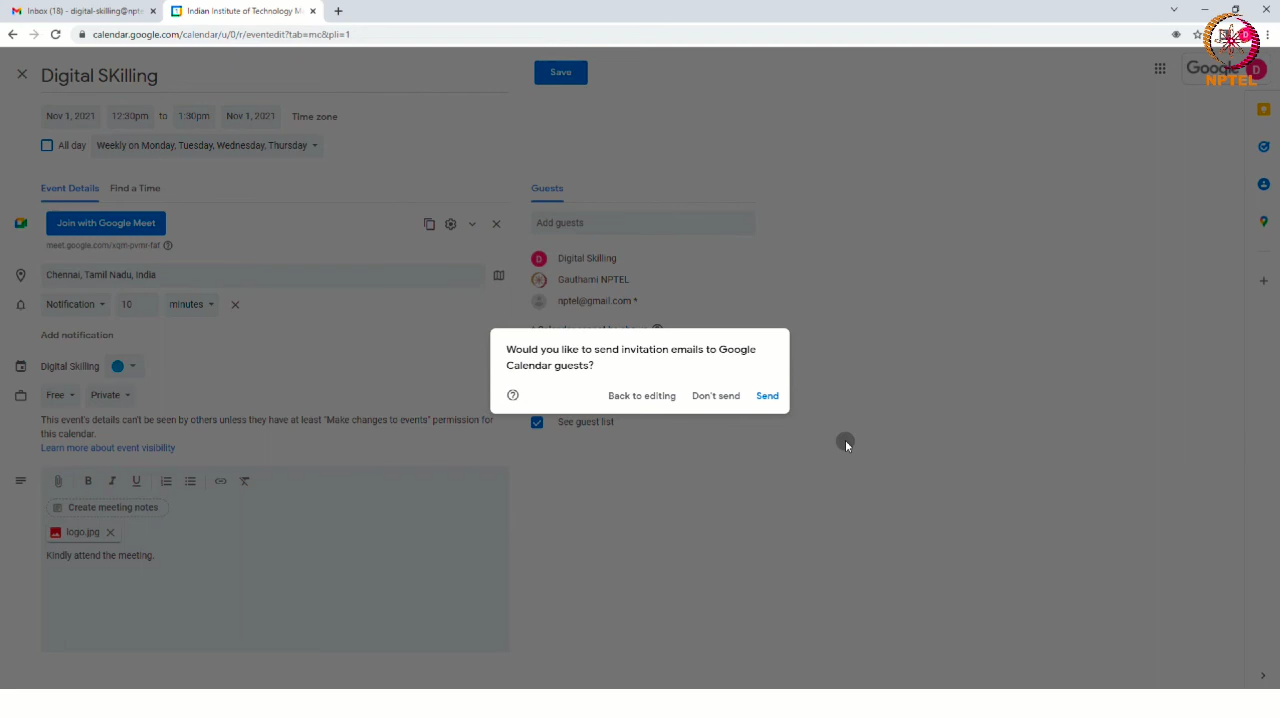 Inbox (18) - digital-skilling@npte
Indian Institute of Technology M
calendar.google.com/calendar/u/0/r/eventedit?tab=mc&pli=1
Digital SKilling
Save
Google
D
NPTEL
Nov 1, 2021 12:30pm to 1:30pm Nov 1, 2021 Time zone
All day Weekly on Monday, Tuesday, Wednesday, Thursday
Event Details Find a Time
Guests
Join with Google Meet
Add guests
meet.google.com/xqm-pvmr-faf
Digital Skilling
Chennai, Tamil Nadu, India
Gauthami NPTEL
Notification 10 minutes
nptel@gmail.com *
Add notification
Would you like to send invitation emails to Google
Calendar guests?
Back to editing Don't send Send
Digital Skilling
Free Private
This event's details can't be seen by others unless they have at least "Make changes to events" permission for
this calendar.
Learn more about event visibility
See guest list
B I U
Create meeting notes
logo.jpg
Kindly attend the meeting.